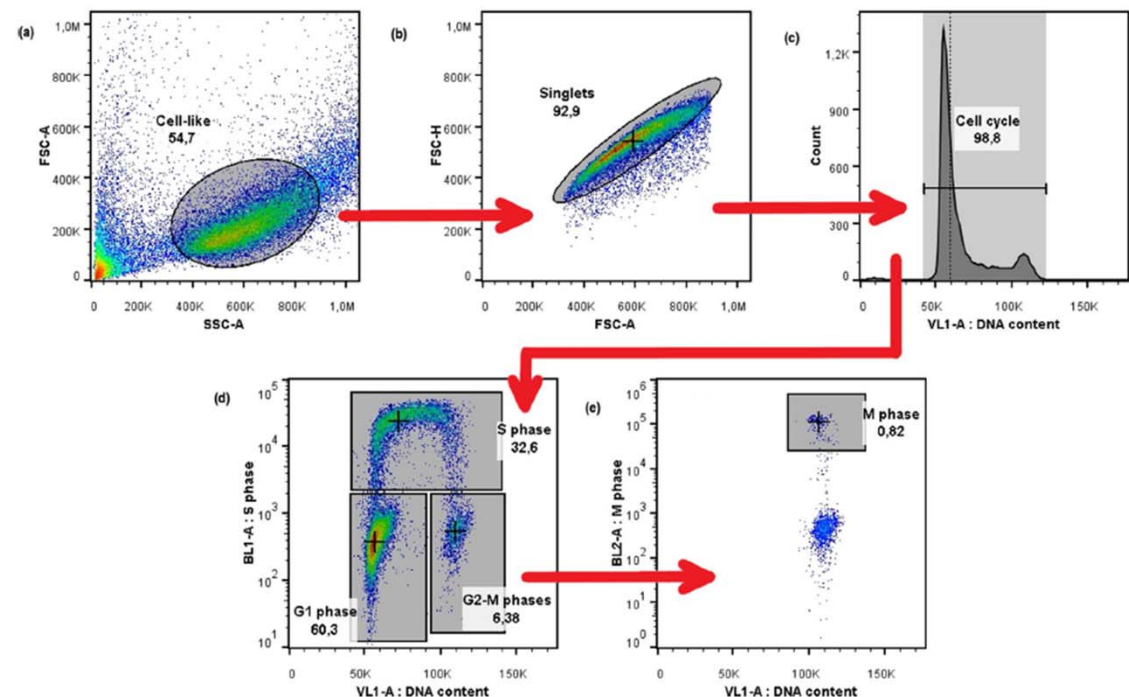 (a)
1,0M
800K
600K
400K
200K
0
FSC-A
Cell-like
54,7
0 200K 400K 600K 800K 1,0M
SSC-A
(b)
1,0M
800K
600K
400K
200K
0
FSC-H
Singlets
92,9
0 200K 400K 600K 800K 1,0M
FSC-A
(c)
1,2K
900
600
300
0
Count
Cell cycle
98,8
0 50K 100K 150K
VL1-A : DNA content
(d)
10^5
10^4
10^3
10^2
10^1
BL1-A : S phase
S phase
32,6
G1 phase
60,3
G2-M phases
6,38
0 50K 100K 150K
VL1-A : DNA content
(e)
10^6
10^5
10^4
10^3
10^2
10^1
10^0
BL2-A : M phase
M phase
0,82
0 50K 100K 150K
VL1-A : DNA content